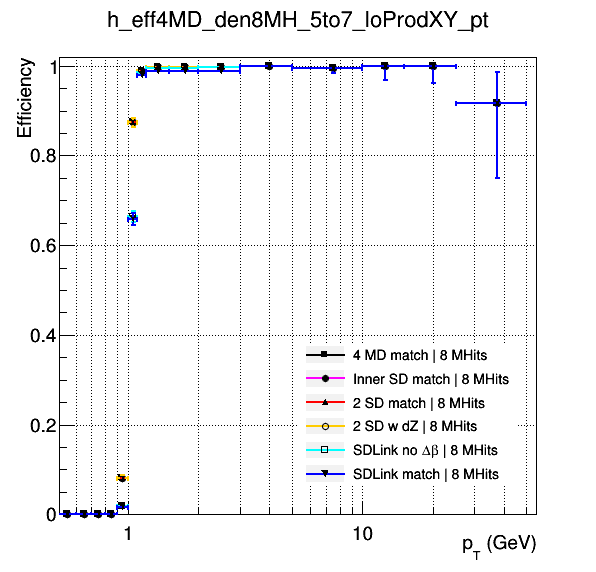 h_eff4MD_den8MH_5to7_loProdXY_pt
Efficiency
1
0.8
0.6
0.4
0.2
0
4 MD match | 8 MHits
Inner SD match | 8 MHits
2 SD match | 8 MHits
2 SD w dZ | 8 MHits
SDLink no Δβ | 8 MHits
SDLink match | 8 MHits
1
10
p_T (GeV)